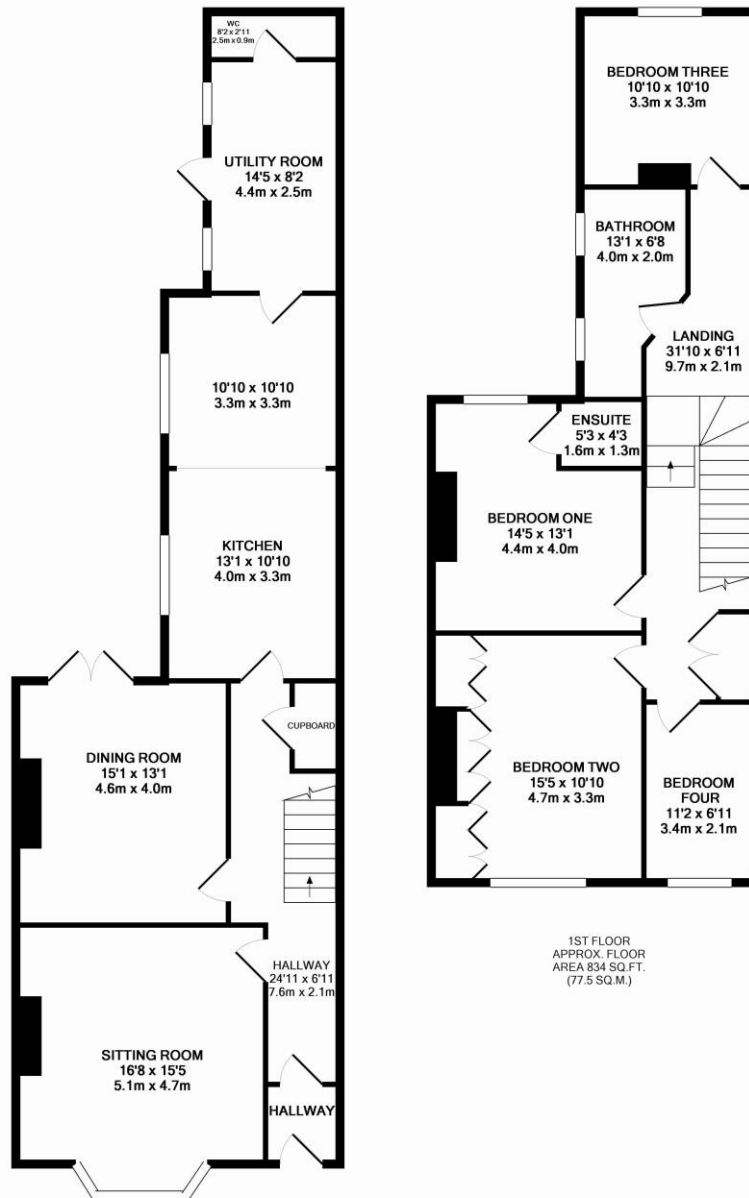 WC
8'2 x 2'11
2.5m x 0.9m
UTILITY ROOM
14'5 x 8'2
4.4m x 2.5m
10'10 x 10'10
3.3m x 3.3m
KITCHEN
13'1 x 10'10
4.0m x 3.3m
CUPBOARD
DINING ROOM
15'1 x 13'1
4.6m x 4.0m
HALLWAY
24'11 x 6'11
7.6m x 2.1m
SITTING ROOM
16'8 x 15'5
5.1m x 4.7m
HALLWAY
BEDROOM THREE
10'10 x 10'10
3.3m x 3.3m
BATHROOM
13'1 x 6'8
4.0m x 2.0m
LANDING
31'10 x 6'11
9.7m x 2.1m
ENSUITE
5'3 x 4'3
1.6m x 1.3m
BEDROOM ONE
14'5 x 13'1
4.4m x 4.0m
BEDROOM TWO
15'5 x 10'10
4.7m x 3.3m
BEDROOM
FOUR
11'2 x 6'11
3.4m x 2.1m
1ST FLOOR
APPROX. FLOOR
AREA 834 SQ.FT.
(77.5 SQ.M.)